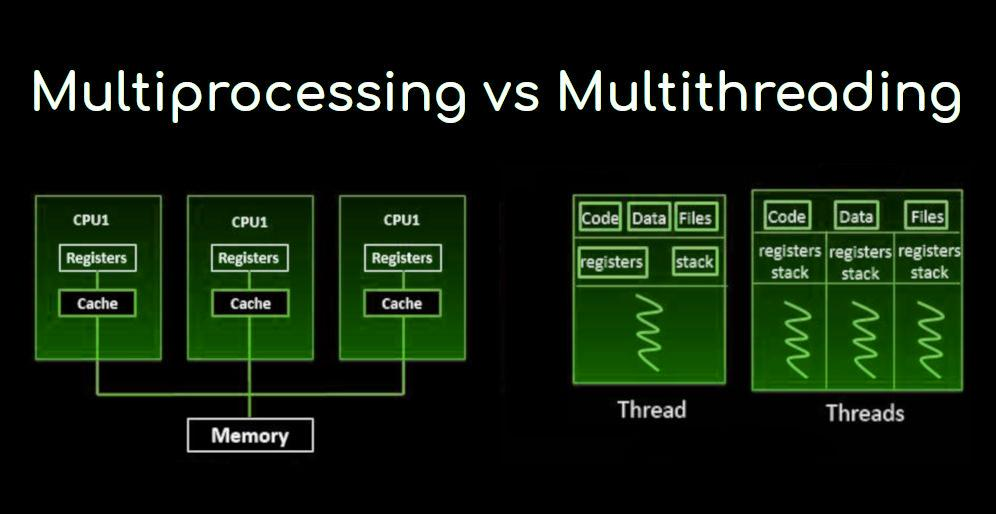 Multiprocessing vs Multithreading
CPU1
Registers
Cache
CPU1
Registers
Cache
CPU1
Registers
Cache
Memory
Code Data Files
registers stack
Thread
Code Data Files
registers registers registers
stack stack stack
Threads